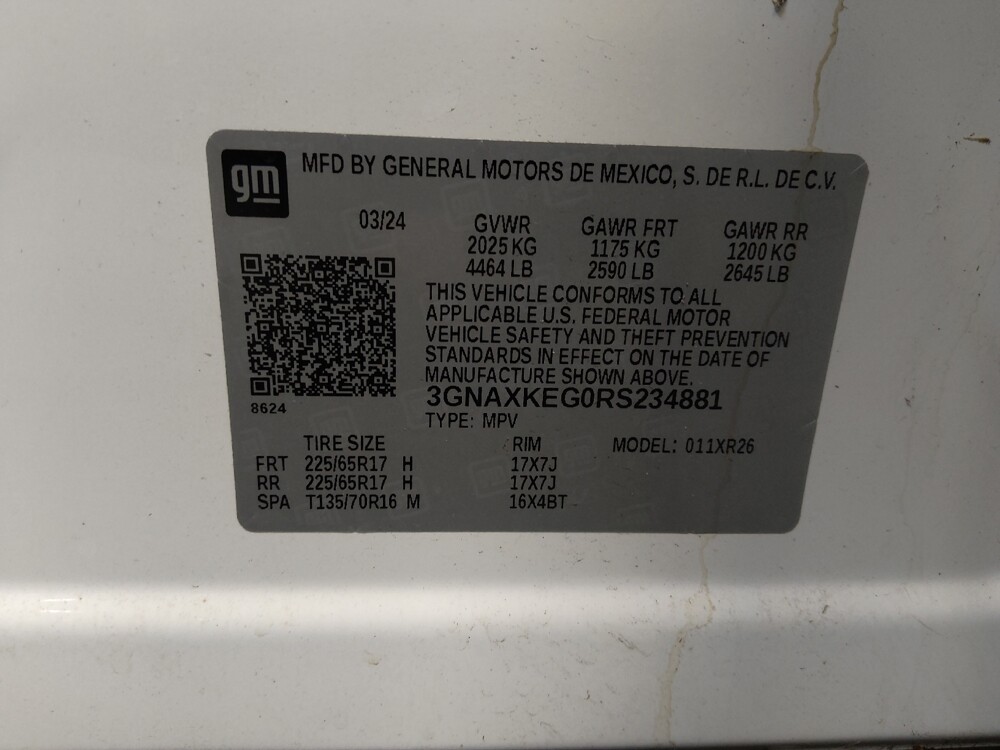 gm
MFD BY GENERAL MOTORS DE MEXICO, S. DE R.L. DE C.V.
03/24 GVWR GAWR FRT GAWR RR
2025 KG 1175 KG 1200 KG
4464 LB 2590 LB 2645 LB
THIS VEHICLE CONFORMS TO ALL
APPLICABLE U.S. FEDERAL MOTOR
VEHICLE SAFETY AND THEFT PREVENTION
STANDARDS IN EFFECT ON THE DATE OF
MANUFACTURE SHOWN ABOVE.
3GNAXKEG0RS234881
8624
TYPE: MPV
TIRE SIZE RIM MODEL: 011XR26
FRT 225/65R17 H 17X7J
RR 225/65R17 H 17X7J
SPA T135/70R16 M 16X4BT